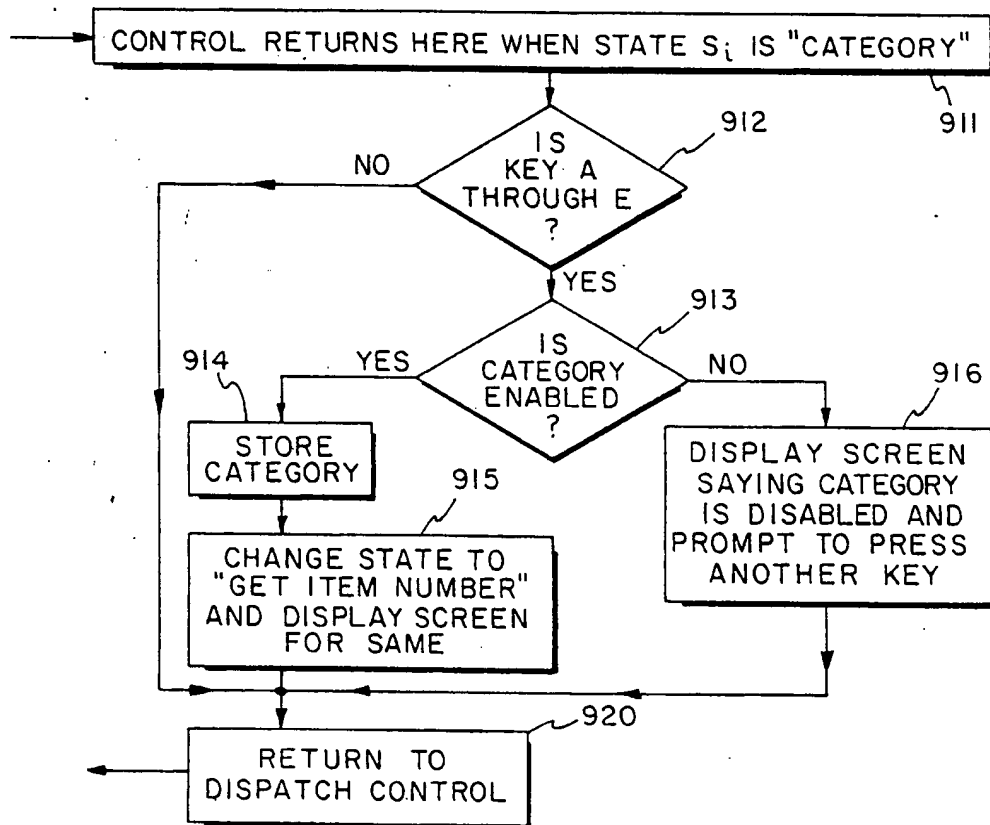 CONTROL RETURNS HERE WHEN STATE Si IS "CATEGORY"
911
IS
KEY A
THROUGH E
?
912
NO
YES
IS
CATEGORY
ENABLED
?
913
YES
NO
914
STORE
CATEGORY
916
DISPLAY SCREEN
SAYING CATEGORY
IS DISABLED AND
PROMPT TO PRESS
ANOTHER KEY
915
CHANGE STATE TO
"GET ITEM NUMBER"
AND DISPLAY SCREEN
FOR SAME
920
RETURN TO
DISPATCH CONTROL